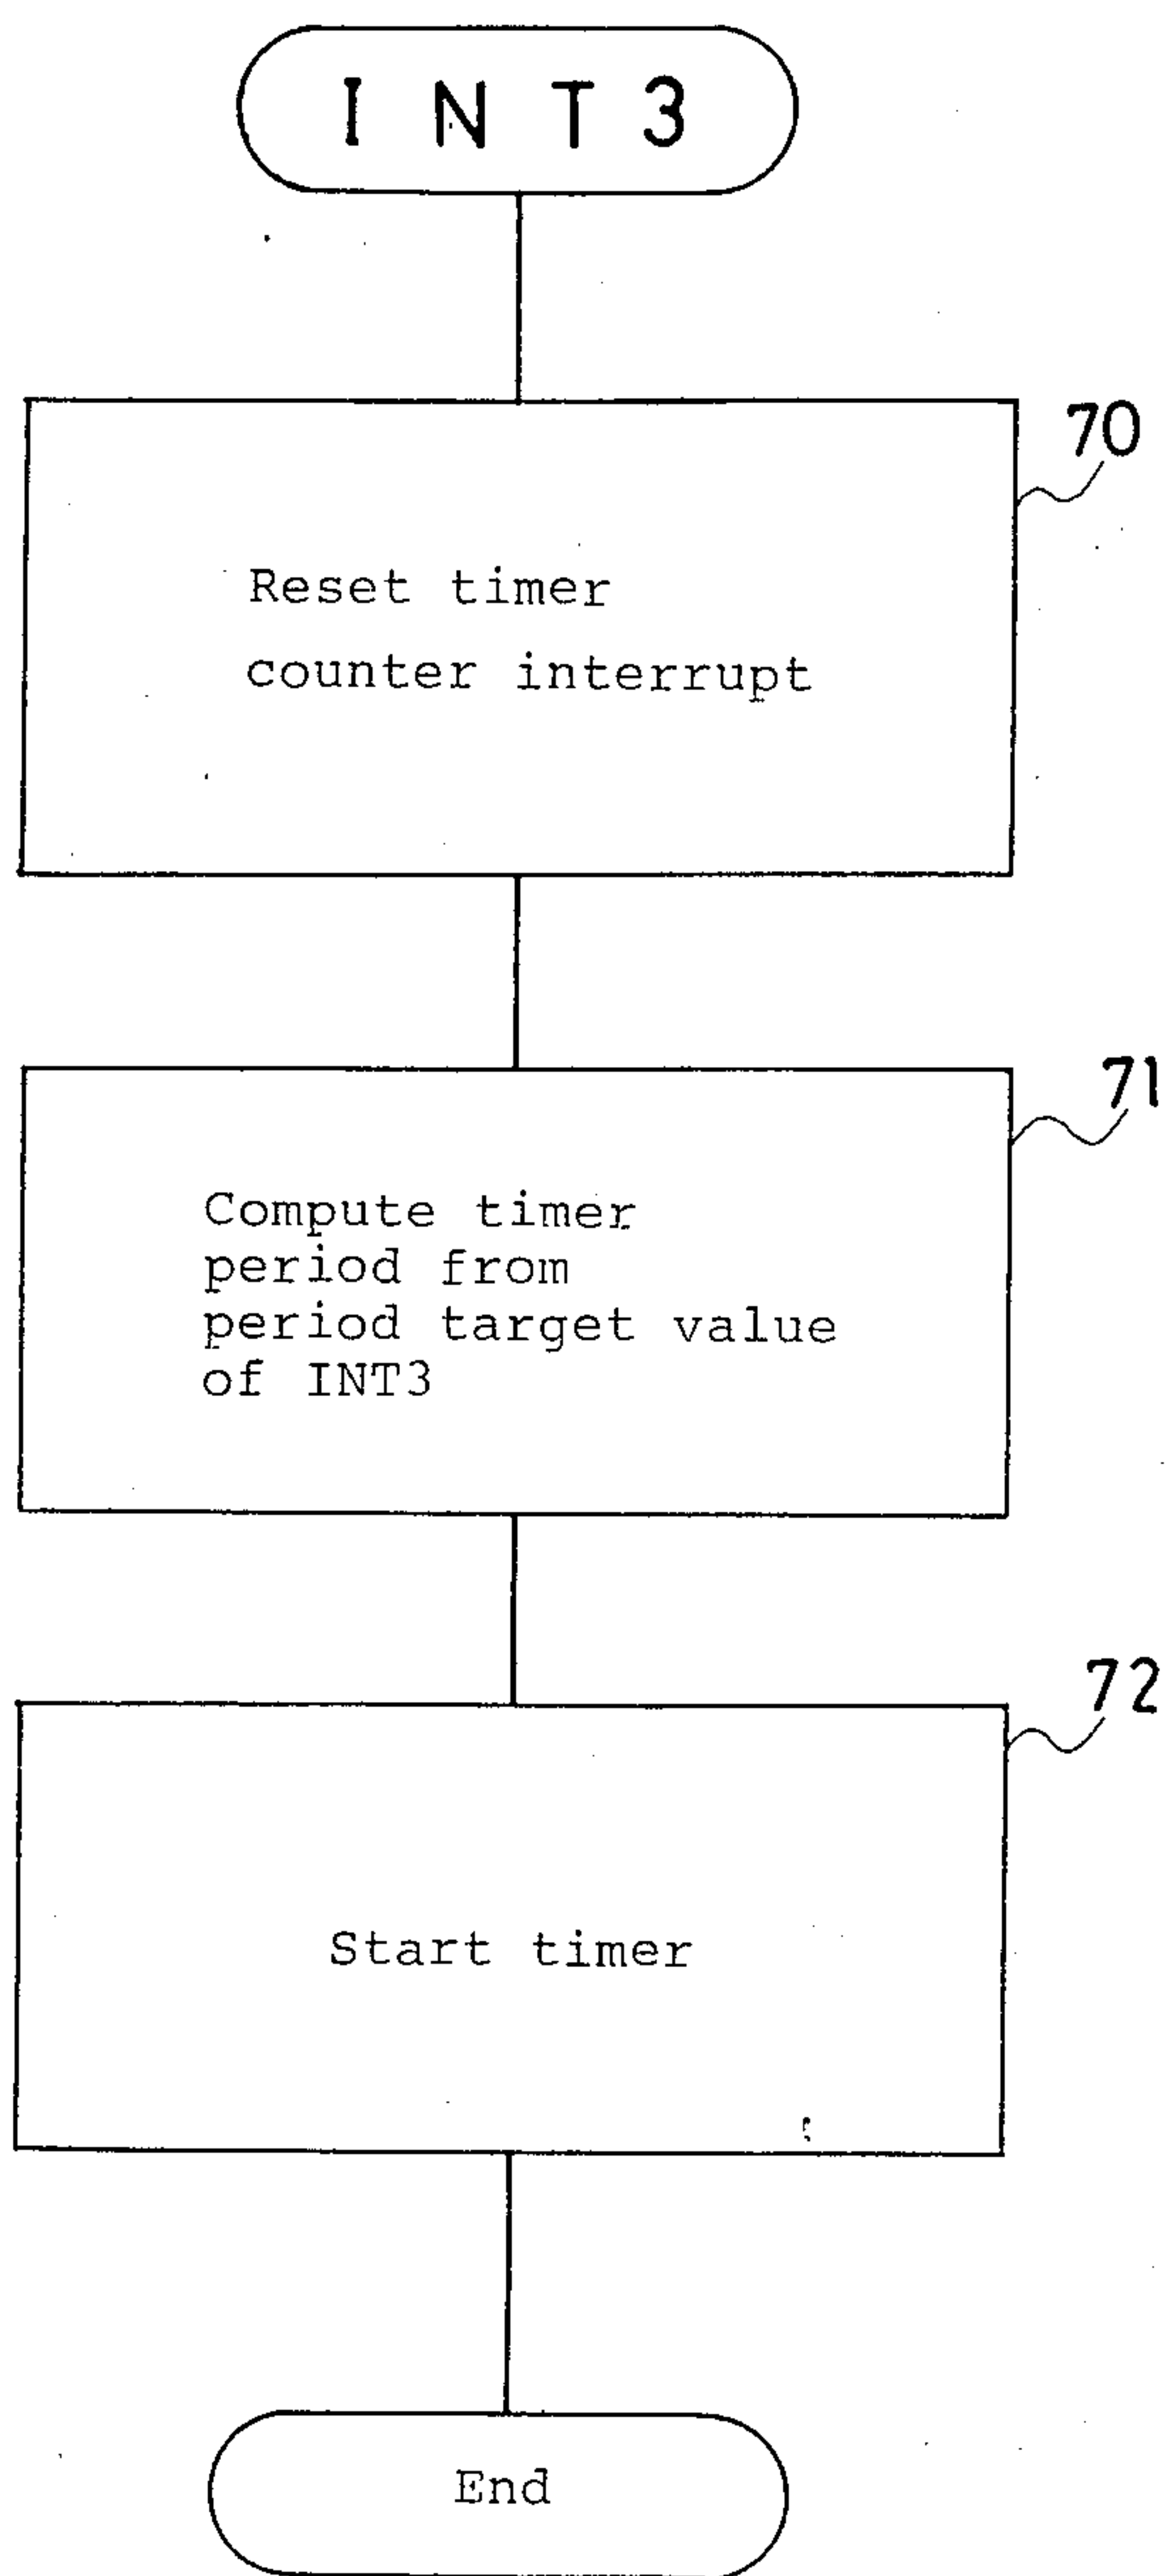 INT3
70
Reset timer
counter interrupt
71
Compute timer
period from
period target value
of INT3
72
Start timer
End